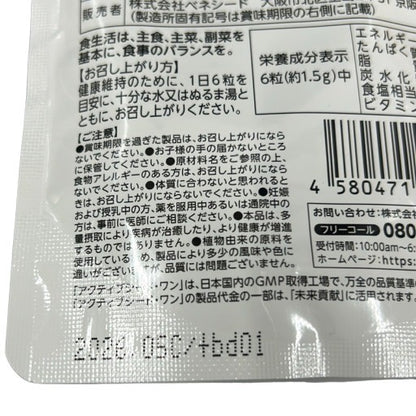 販売者 株式会社ベネシード
(製造所固有記号は賞味期限の右側に記載)
食生活は、主食、主菜、副菜を
基本に、食事のバランスを。
【お召し上がり方】
健康維持のために、1日6粒を
目安に、十分な水又はぬるま湯と
ともに、お召し上がりください。
栄養成分表示
6粒(約1.5g)中
エネルギー
たんぱく
脂
炭水化
食塩相当
ビタミン
【ご注意】
●賞味期限を過ぎた製品は、お召し上がりになら
ないでください。●お子様の手の届かないところ
に保管してください。●原材料名をご参照の上、
食物アレルギーのある方は、お召し上がりになら
ないでください。●体質に合わないと思われると
きは、お召し上がりにならないでください。●妊娠
および授乳中の方、薬を服用中あるいは通院中の
方は、事前に医師にご相談ください。●本品は、多
量摂取により疾病が治癒したり、より健康が増進
するものではありません。●植物由来の原料を
使用しているため、製品により多少の風味や色に
違いがございますが、品質には問題ございません。
4 580471
お問い合わせ:株式会
フリーコール 080
受付時間:10:00am~6:
ホームページ:https:
「アクティブシード・ワン」は、日本国内のGMP取得工場で、万全の品質基準の
「アクティブシード・ワン」の製品代金の一部は、「未来貢献」に活用されます
2026.05C/+bd01